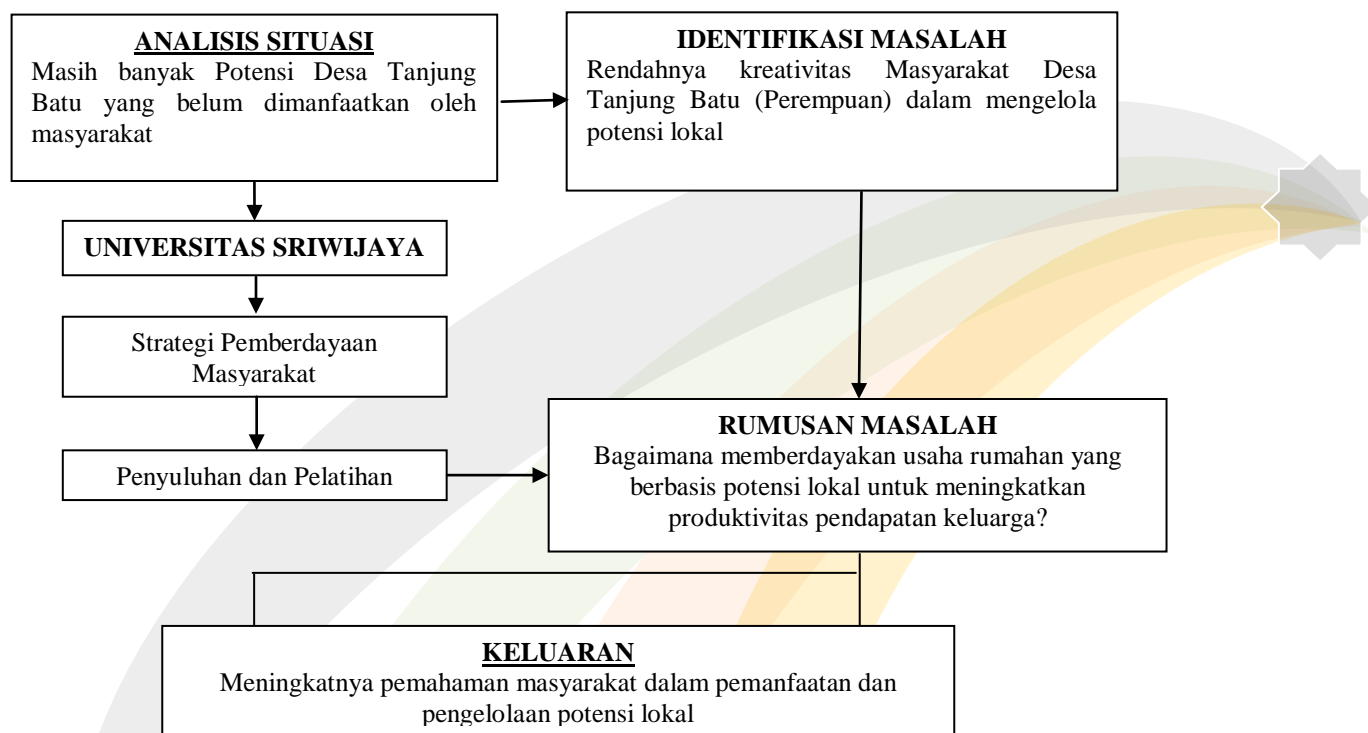 ANALISIS SITUASI
Masih banyak Potensi Desa Tanjung
Batu yang belum dimanfaatkan oleh
masyarakat
IDENTIFIKASI MASALAH
Rendahnya kreativitas Masyarakat Desa
Tanjung Batu (Perempuan) dalam mengelola
potensi lokal
UNIVERSITAS SRIWIJAYA
Strategi Pemberdayaan
Masyarakat
Penyuluhan dan Pelatihan
RUMUSAN MASALAH
Bagaimana memberdayakan usaha rumahan yang
berbasis potensi lokal untuk meningkatkan
produktivitas pendapatan keluarga?
KELUARAN
Meningkatnya pemahaman masyarakat dalam pemanfaatan dan
pengelolaan potensi lokal